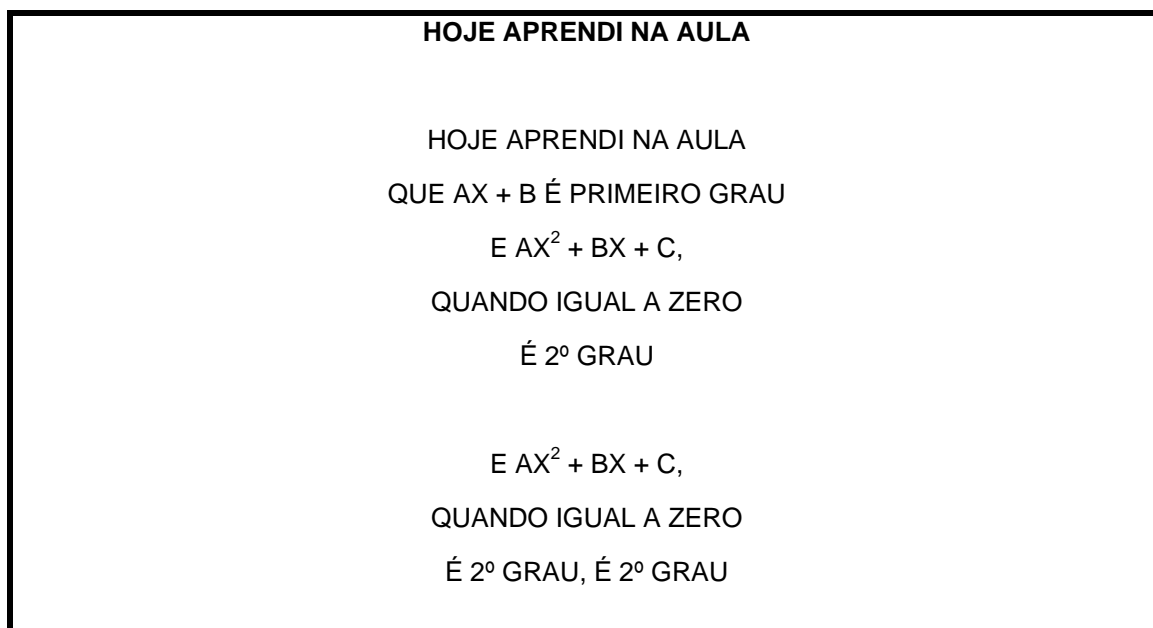 HOJE APRENDI NA AULA
HOJE APRENDI NA AULA
QUE AX + B É PRIMEIRO GRAU
E AX² + BX + C,
QUANDO IGUAL A ZERO
É 2º GRAU
E AX² + BX + C,
QUANDO IGUAL A ZERO
É 2º GRAU, É 2º GRAU